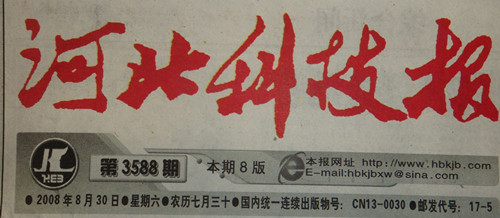 河北科技报
KEB
第3588期 本期8版 本报网址 http://www.hbkjb.com
E-mail:hbkjbxw@sina.com
●2008年8月30日●星期六●农历七月三十●国内统一连续出版物号: CN13-0030●邮发代号: 17-5